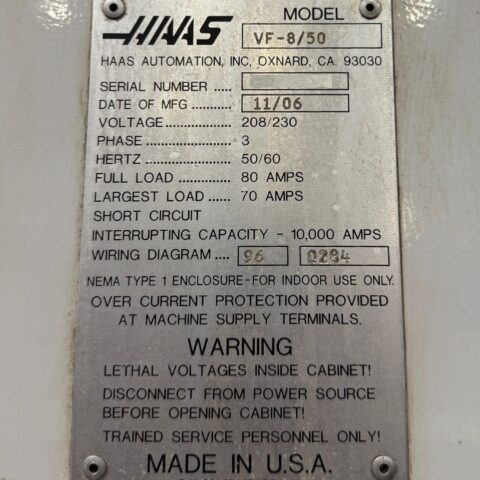 HAAS
MODEL
VF-8/50
HAAS AUTOMATION, INC, OXNARD, CA. 93030
SERIAL NUMBER .....
DATE OF MFG ........... 11/06
VOLTAGE.................. 208/230
PHASE ..................... 3
HERTZ ..................... 50/60
FULL LOAD .............. 80 AMPS
LARGEST LOAD ...... 70 AMPS
SHORT CIRCUIT
INTERRUPTING CAPACITY - 10,000 AMPS
WIRING DIAGRAM .... 96 0284
NEMA TYPE 1 ENCLOSURE-FOR INDOOR USE ONLY.
OVER CURRENT PROTECTION PROVIDED
AT MACHINE SUPPLY TERMINALS.
WARNING
LETHAL VOLTAGES INSIDE CABINET!
DISCONNECT FROM POWER SOURCE
BEFORE OPENING CABINET!
TRAINED SERVICE PERSONNEL ONLY!
MADE IN U.S.A.